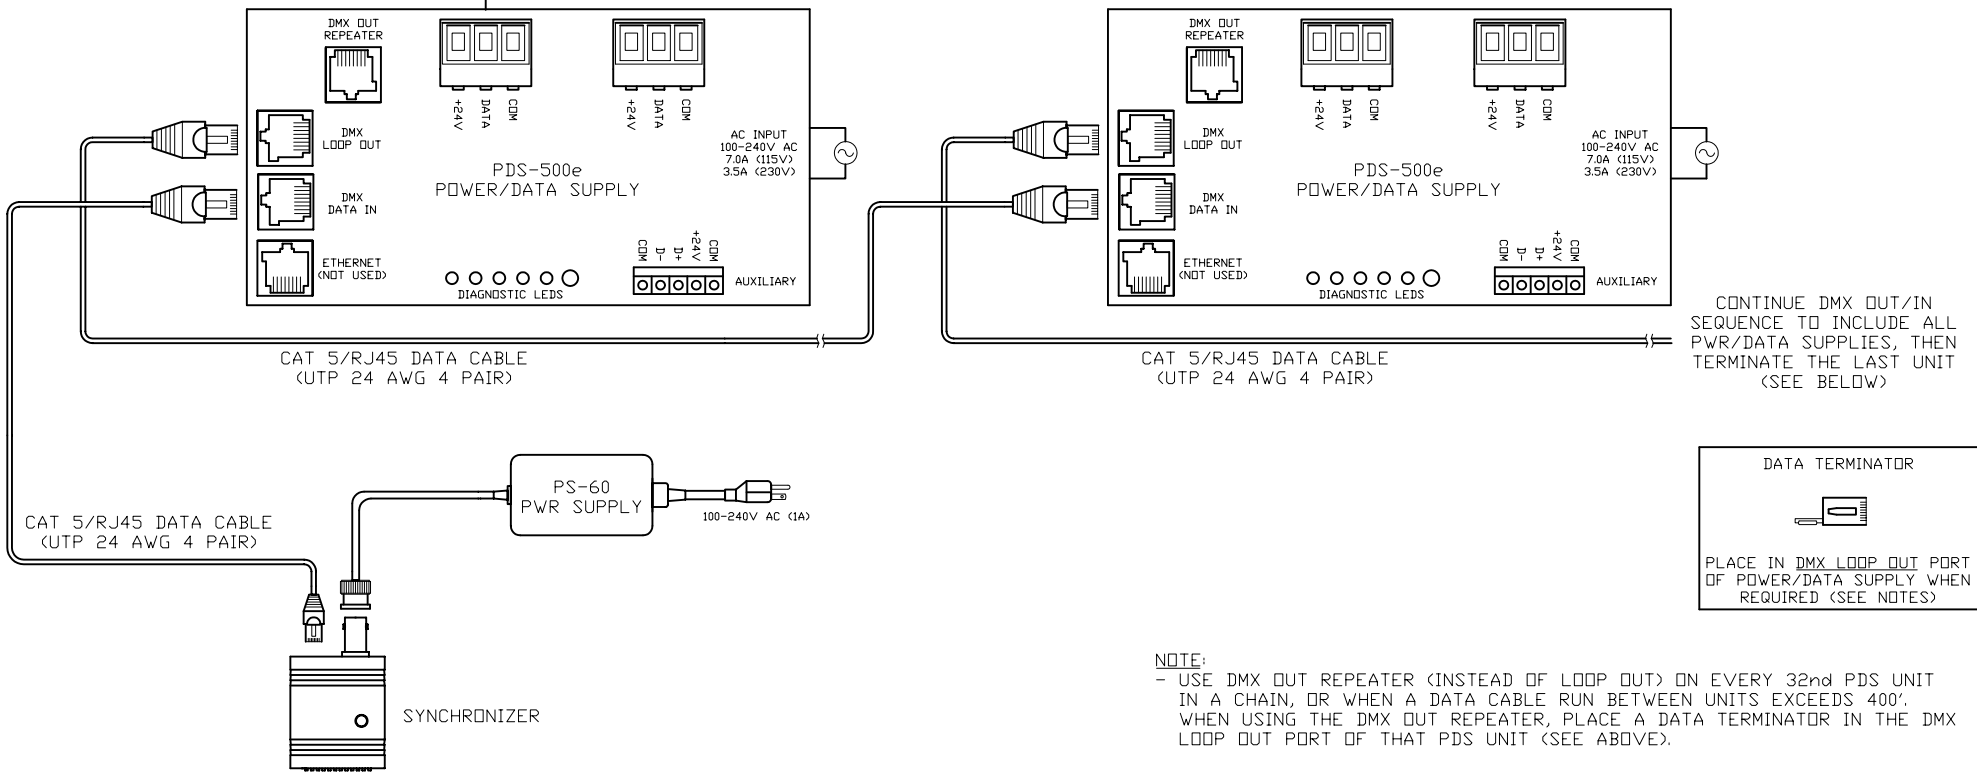 DMX OUT
REPEATER
+24V
DATA
COM
+24V
DATA
COM
DMX
LOOP OUT
AC INPUT
100-240V AC
7.0A (115V)
3.5A (230V)
PDS-500e
POWER/DATA SUPPLY
DMX
DATA IN
ETHERNET
(NOT USED)
DIAGNOSTIC LEDS
COM
D-
D+
+24V
COM
AUXILIARY
CAT 5/RJ45 DATA CABLE
(UTP 24 AWG 4 PAIR)
DMX OUT
REPEATER
+24V
DATA
COM
+24V
DATA
COM
DMX
LOOP OUT
AC INPUT
100-240V AC
7.0A (115V)
3.5A (230V)
PDS-500e
POWER/DATA SUPPLY
DMX
DATA IN
ETHERNET
(NOT USED)
DIAGNOSTIC LEDS
COM
D-
D+
+24V
COM
AUXILIARY
CAT 5/RJ45 DATA CABLE
(UTP 24 AWG 4 PAIR)
CONTINUE DMX OUT/IN
SEQUENCE TO INCLUDE ALL
PWR/DATA SUPPLIES, THEN
TERMINATE THE LAST UNIT
(SEE BELOW)
CAT 5/RJ45 DATA CABLE
(UTP 24 AWG 4 PAIR)
PS-60
PWR SUPPLY
100-240V AC (1A)
SYNCHRONIZER
DATA TERMINATOR
PLACE IN DMX LOOP OUT PORT
OF POWER/DATA SUPPLY WHEN
REQUIRED (SEE NOTES)
NOTE:
- USE DMX OUT REPEATER (INSTEAD OF LOOP OUT) ON EVERY 32nd PDS UNIT
IN A CHAIN, OR WHEN A DATA CABLE RUN BETWEEN UNITS EXCEEDS 400'.
WHEN USING THE DMX OUT REPEATER, PLACE A DATA TERMINATOR IN THE DMX
LOOP OUT PORT OF THAT PDS UNIT (SEE ABOVE).